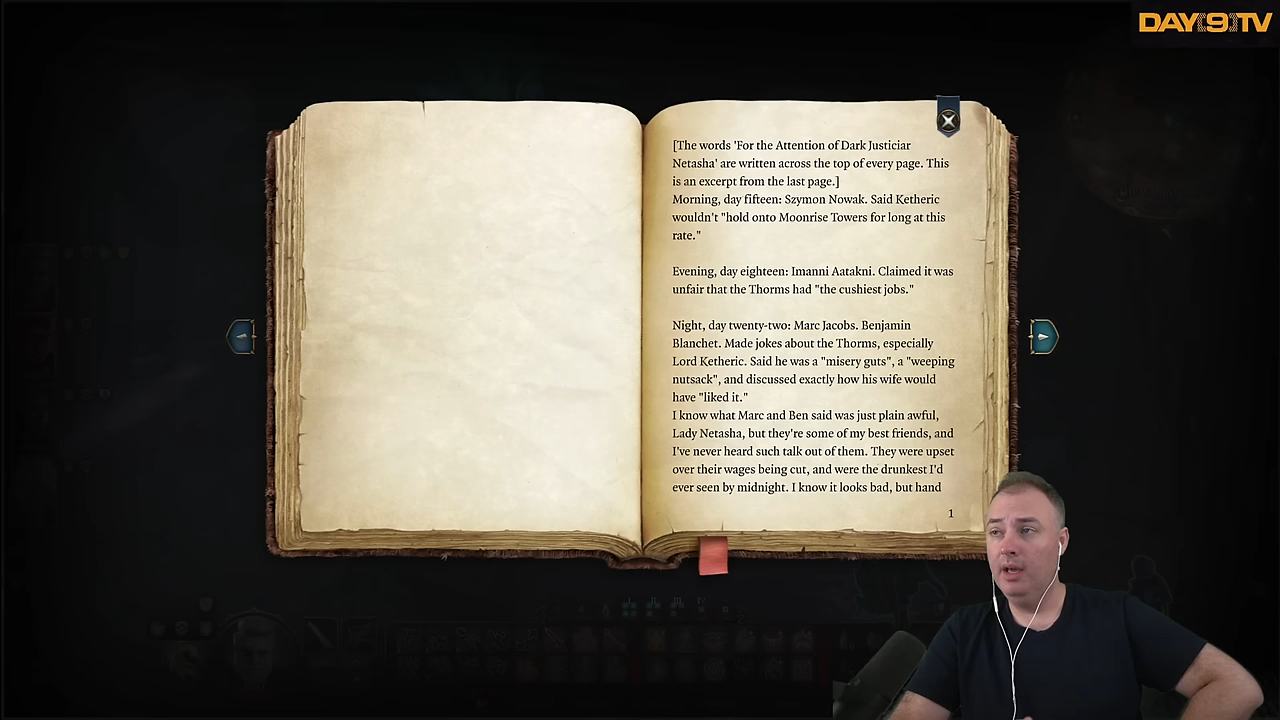 DAY[9]TV
[The words 'For the Attention of Dark Justiciar
Netasha' are written across the top of every page. This
is an excerpt from the last page.]
Morning, day fifteen: Szymon Nowak. Said Ketheric
wouldn't "hold onto Moonrise Towers for long at this
rate."
Evening, day eighteen: Imanni Aatakni. Claimed it was
unfair that the Thorms had "the cushiest jobs."
Night, day twenty-two: Marc Jacobs. Benjamin
Blanchet. Made jokes about the Thorms, especially
Lord Ketheric. Said he was a "misery guts", a "weeping
nutsack", and discussed exactly how his wife would
have "liked it."
I know what Marc and Ben said was just plain awful,
Lady Netasha, but they're some of my best friends, and
I've never heard such talk out of them. They were upset
over their wages being cut, and were the drunkest I'd
ever seen by midnight. I know it looks bad, but hand
1